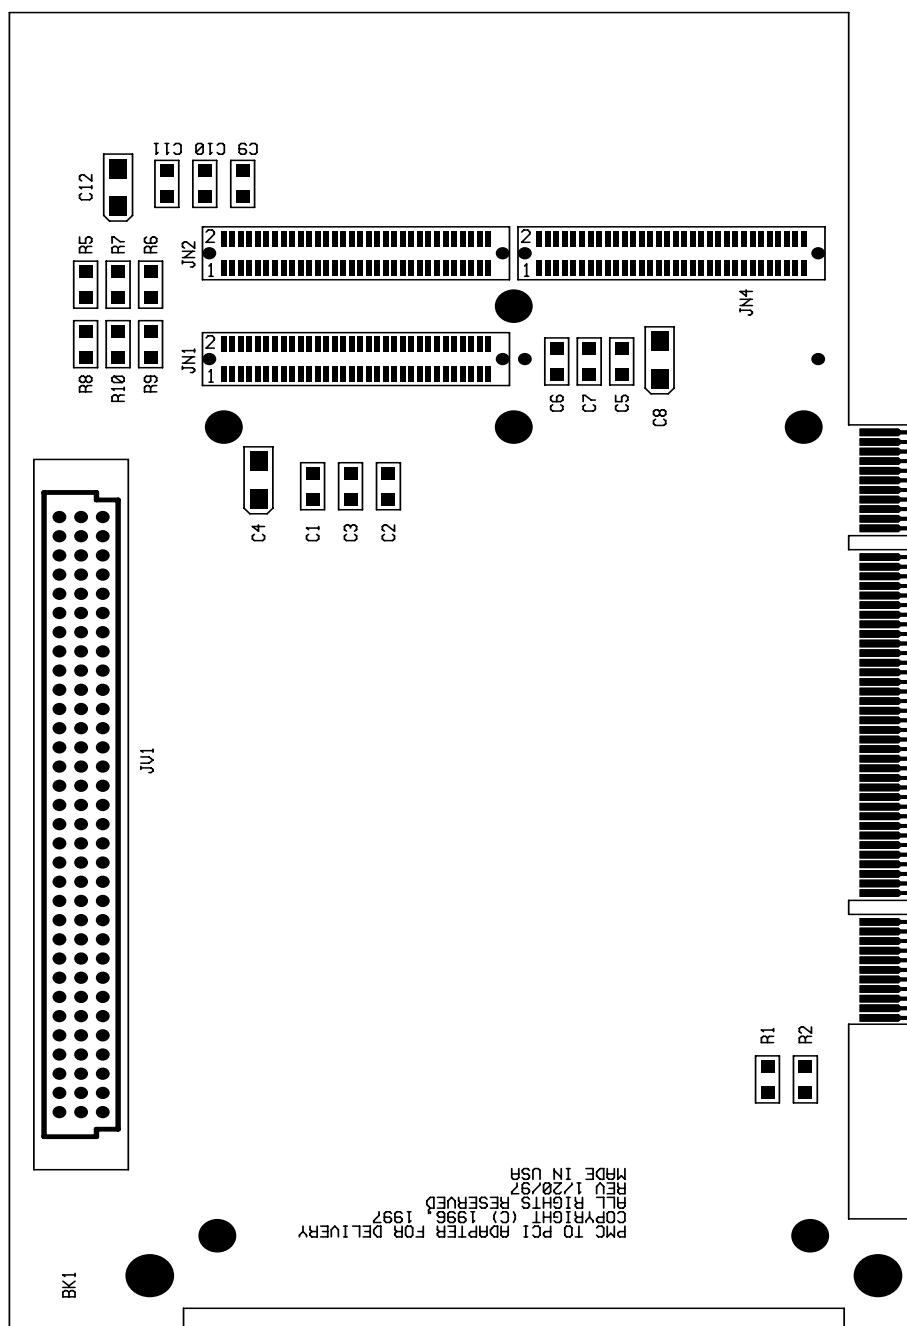 C11
C10
C9
C12
R5
R7
R6
JN2
2
1
2
1
JN4
R8
R10
R9
JN1
2
1
C6
C7
C5
C8
C4
C1
C3
C2
JV1
R1
R2
PMC TO PCI ADAPTER FOR DELIVERY
COPYRIGHT (C) 1996, 1997
ALL RIGHTS RESERVED
REV 1/20/97
MADE IN USA
BK1